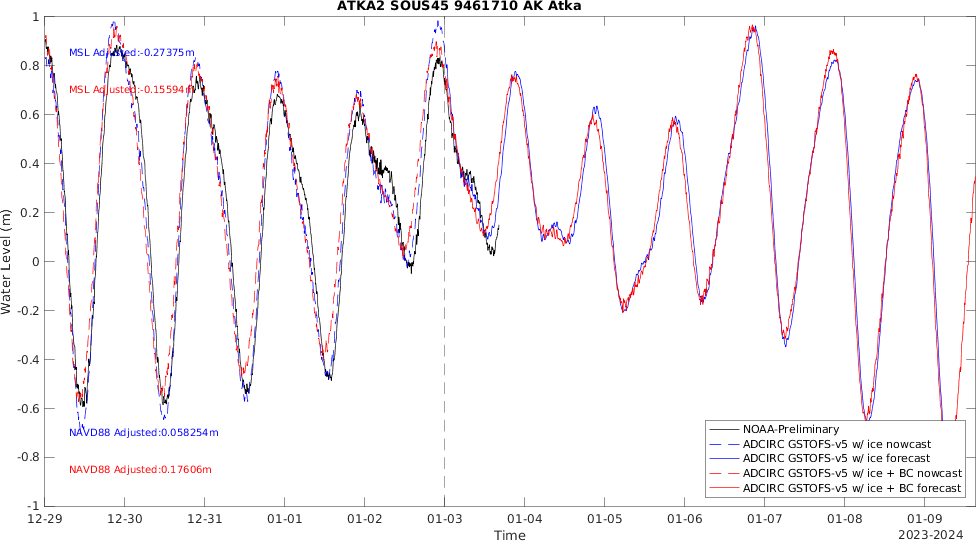 ATKA2 SOUS45 9461710 AK Atka
1
0.8
0.6
0.4
0.2
0
-0.2
-0.4
-0.6
-0.8
-1
Water Level (m)
MSL Adjusted:-0.27375m
MSL Adjusted:-0.15594m
NAVD88 Adjusted:0.058254m
NAVD88 Adjusted:0.17606m
NOAA-Preliminary
ADCIRC GSTOFS-v5 w/ ice nowcast
ADCIRC GSTOFS-v5 w/ ice forecast
ADCIRC GSTOFS-v5 w/ ice + BC nowcast
ADCIRC GSTOFS-v5 w/ ice + BC forecast
12-29 12-30 12-31 01-01 01-02 01-03 01-04 01-05 01-06 01-07 01-08 01-09
2023-2024
Time